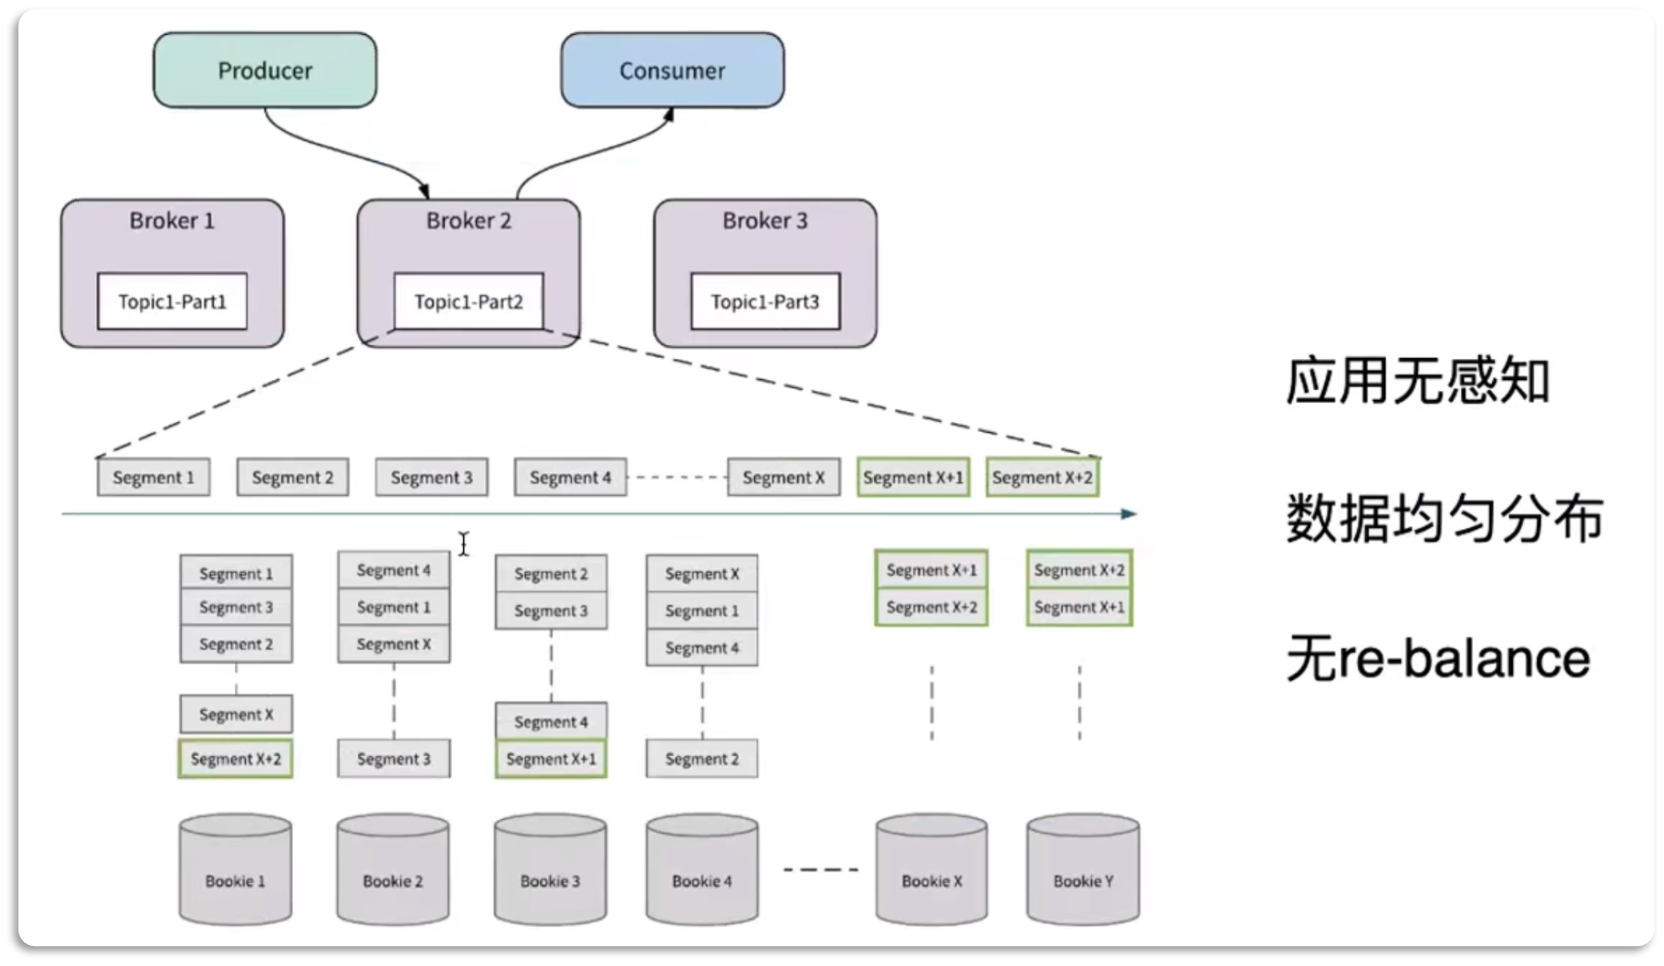 Producer
Consumer
Broker 1
Broker 2
Broker 3
Topic1-Part1
Topic1-Part2
Topic1-Part3
应用无感知
Segment 1
Segment 2
Segment 3
Segment 4
Segment X
Segment X+1
Segment X+2
数据均匀分布
Segment 1
Segment 3
Segment 2
Segment X
Segment X+2
Segment 4
Segment 1
Segment X
Segment 3
Segment 2
Segment 3
Segment 4
Segment X+1
Segment X
Segment 1
Segment 4
Segment 2
Segment X+1
Segment X+2
Segment X+2
Segment X+1
无re-balance
Bookie 1
Bookie 2
Bookie 3
Bookie 4
Bookie X
Bookie Y